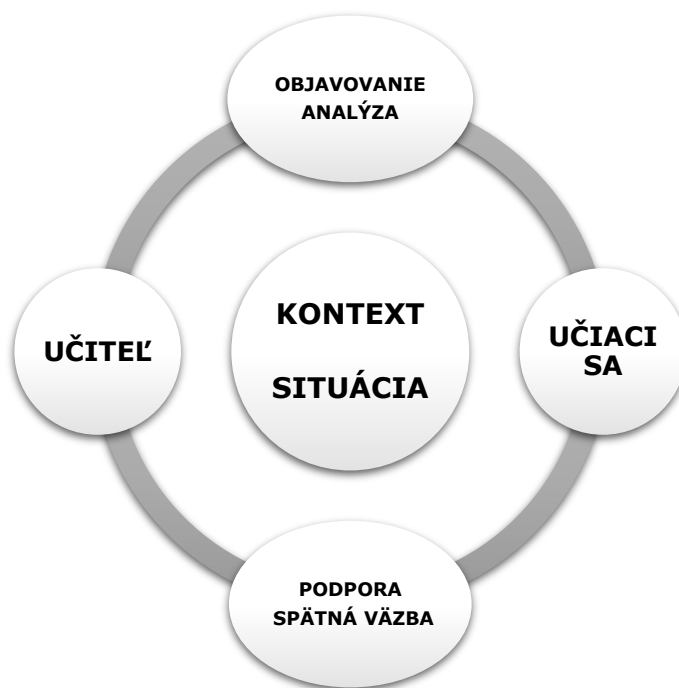 OBJAVOVANIE
ANALÝZA
KONTEXT
SITUÁCIA
UČITEĽ
UČIACI
SA
PODPORA
SPÄTNÁ VÄZBA